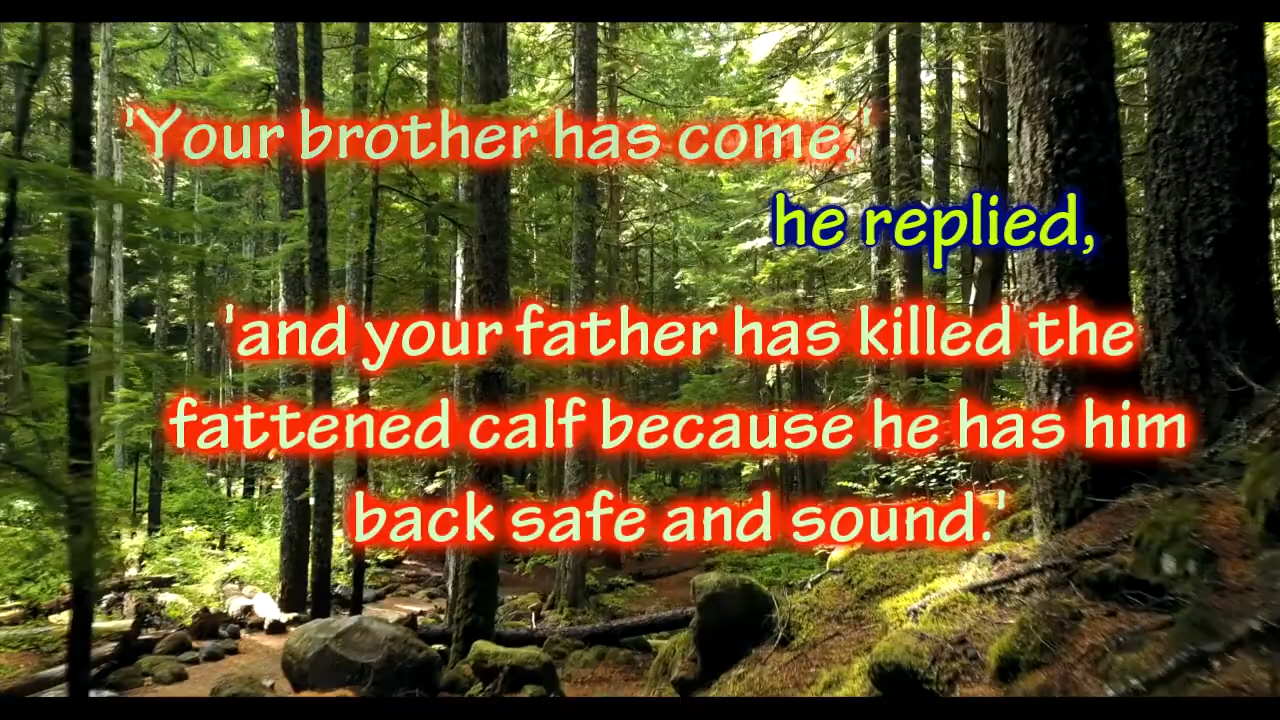 'Your brother has come,'
he replied,
'and your father has killed the
fattened calf because he has him
back safe and sound.'